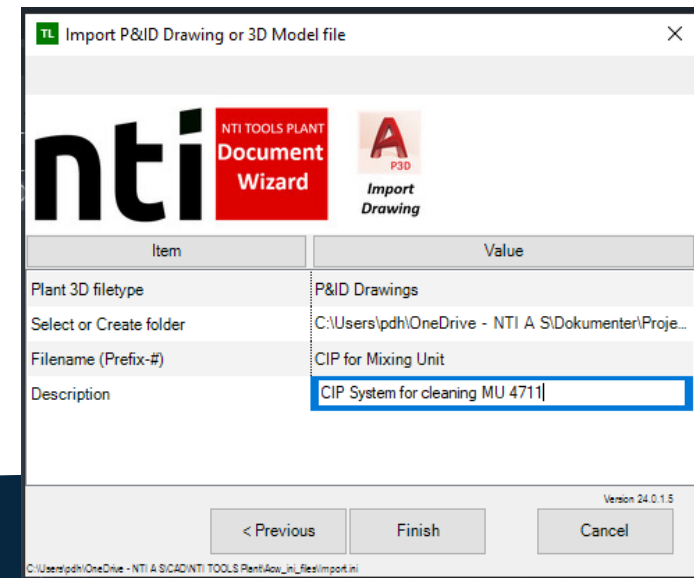 TL Import P&ID Drawing or 3D Model file
nti
NTI TOOLS PLANT
Document
Wizard
A
P3D
Import
Drawing
Item Value
Plant 3D filetype P&ID Drawings
Select or Create folder C:\Users\pdh\OneDrive - NTI A S\Dokumenter\Proje...
Filename (Prefix-#) CIP for Mixing Unit
Description CIP System for cleaning MU 4711
Version 24.0.1.5
< Previous Finish Cancel
C:\Users\pdh\OneDrive - NTI A S\CAD\NTI TOOLS Plant\Acw_ini_files\Import.ini